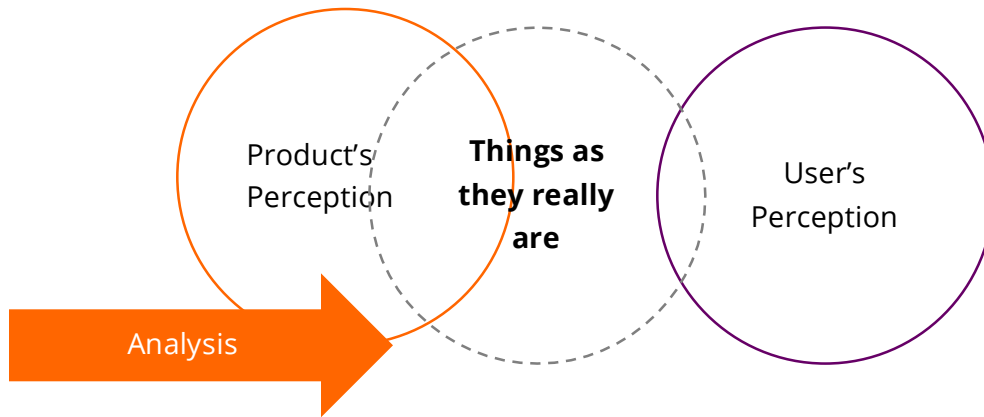 Product’s
Perception
Things as
they really
are
User’s
Perception
Analysis